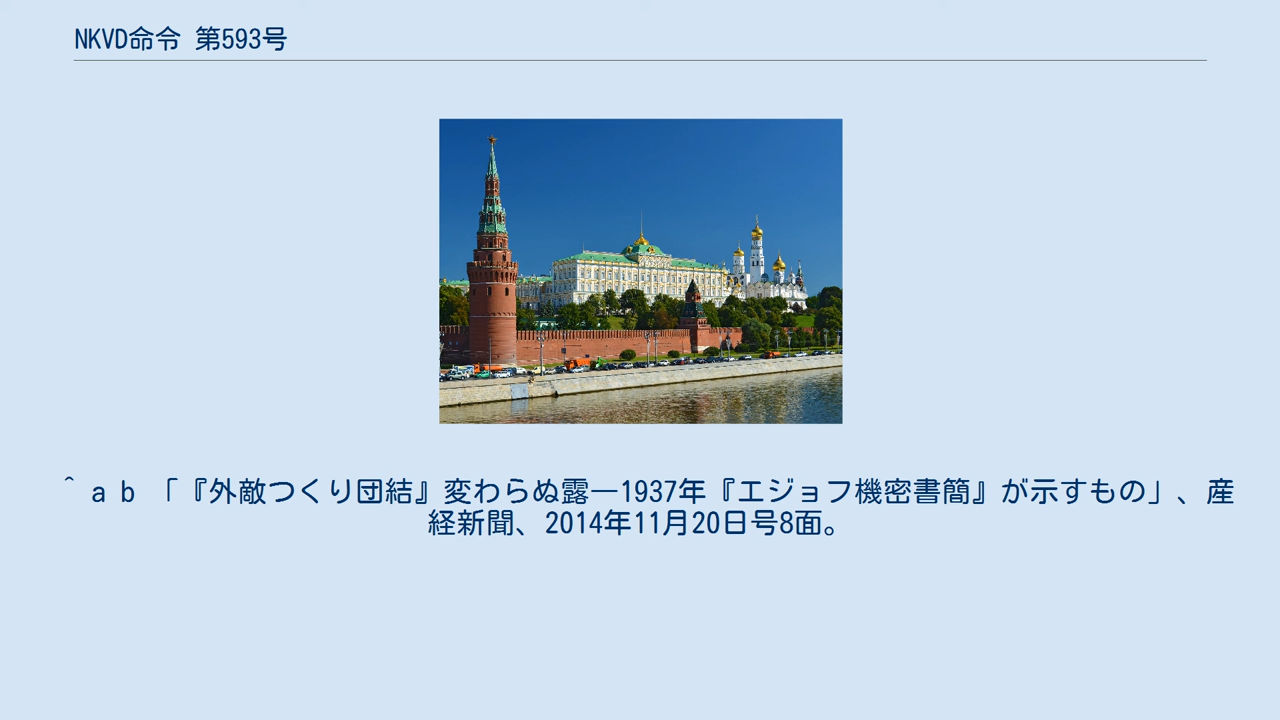 NKVD命令 第593号
^ a b 「『外敵つくり団結』変わらぬ露―1937年『エジョフ機密書簡』が示すもの」、産
経新聞、2014年11月20日号8面。